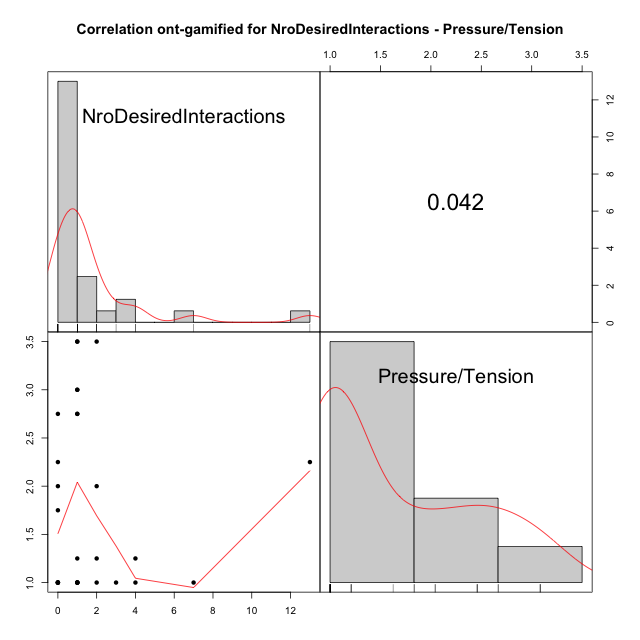 Correlation ont-gamified for NroDesiredInteractions - Pressure/Tension
1.0 1.5 2.0 2.5 3.0 3.5
NroDesiredInteractions
0.042
0 2 4 6 8 10 12
1.0 1.5 2.0 2.5 3.0 3.5
Pressure/Tension
0 2 4 6 8 10 12